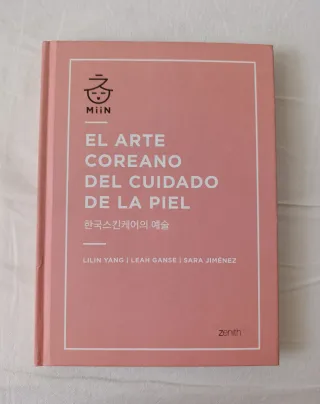 MiiN
EL ARTE
COREANO
DEL CUIDADO
DE LA PIEL
한국스킨케어의 예술
LILIN YANG | LEAH GANSE | SARA JIMÉNEZ
zenith